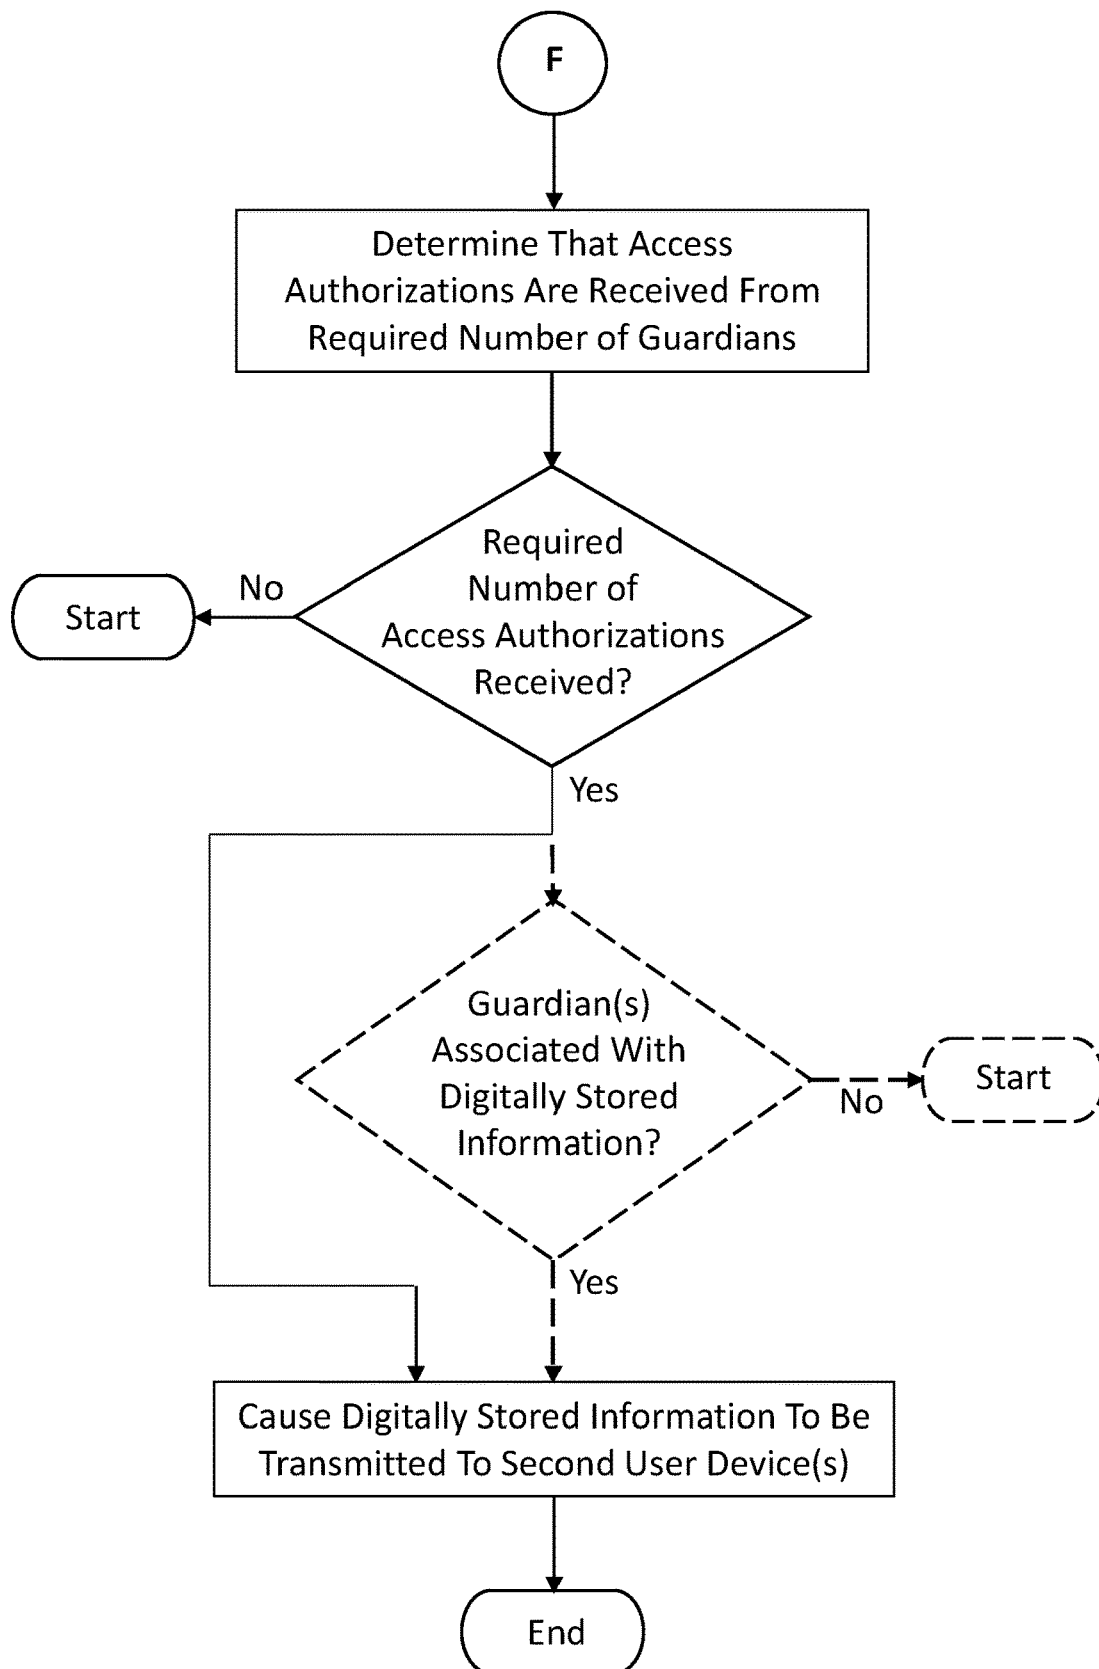 F
Determine That Access
Authorizations Are Received From
Required Number of Guardians
Required
Number of
Access Authorizations
Received?
No
Start
Yes
Guardian(s)
Associated With
Digitally Stored
Information?
No
Start
Yes
Cause Digitally Stored Information To Be
Transmitted To Second User Device(s)
End